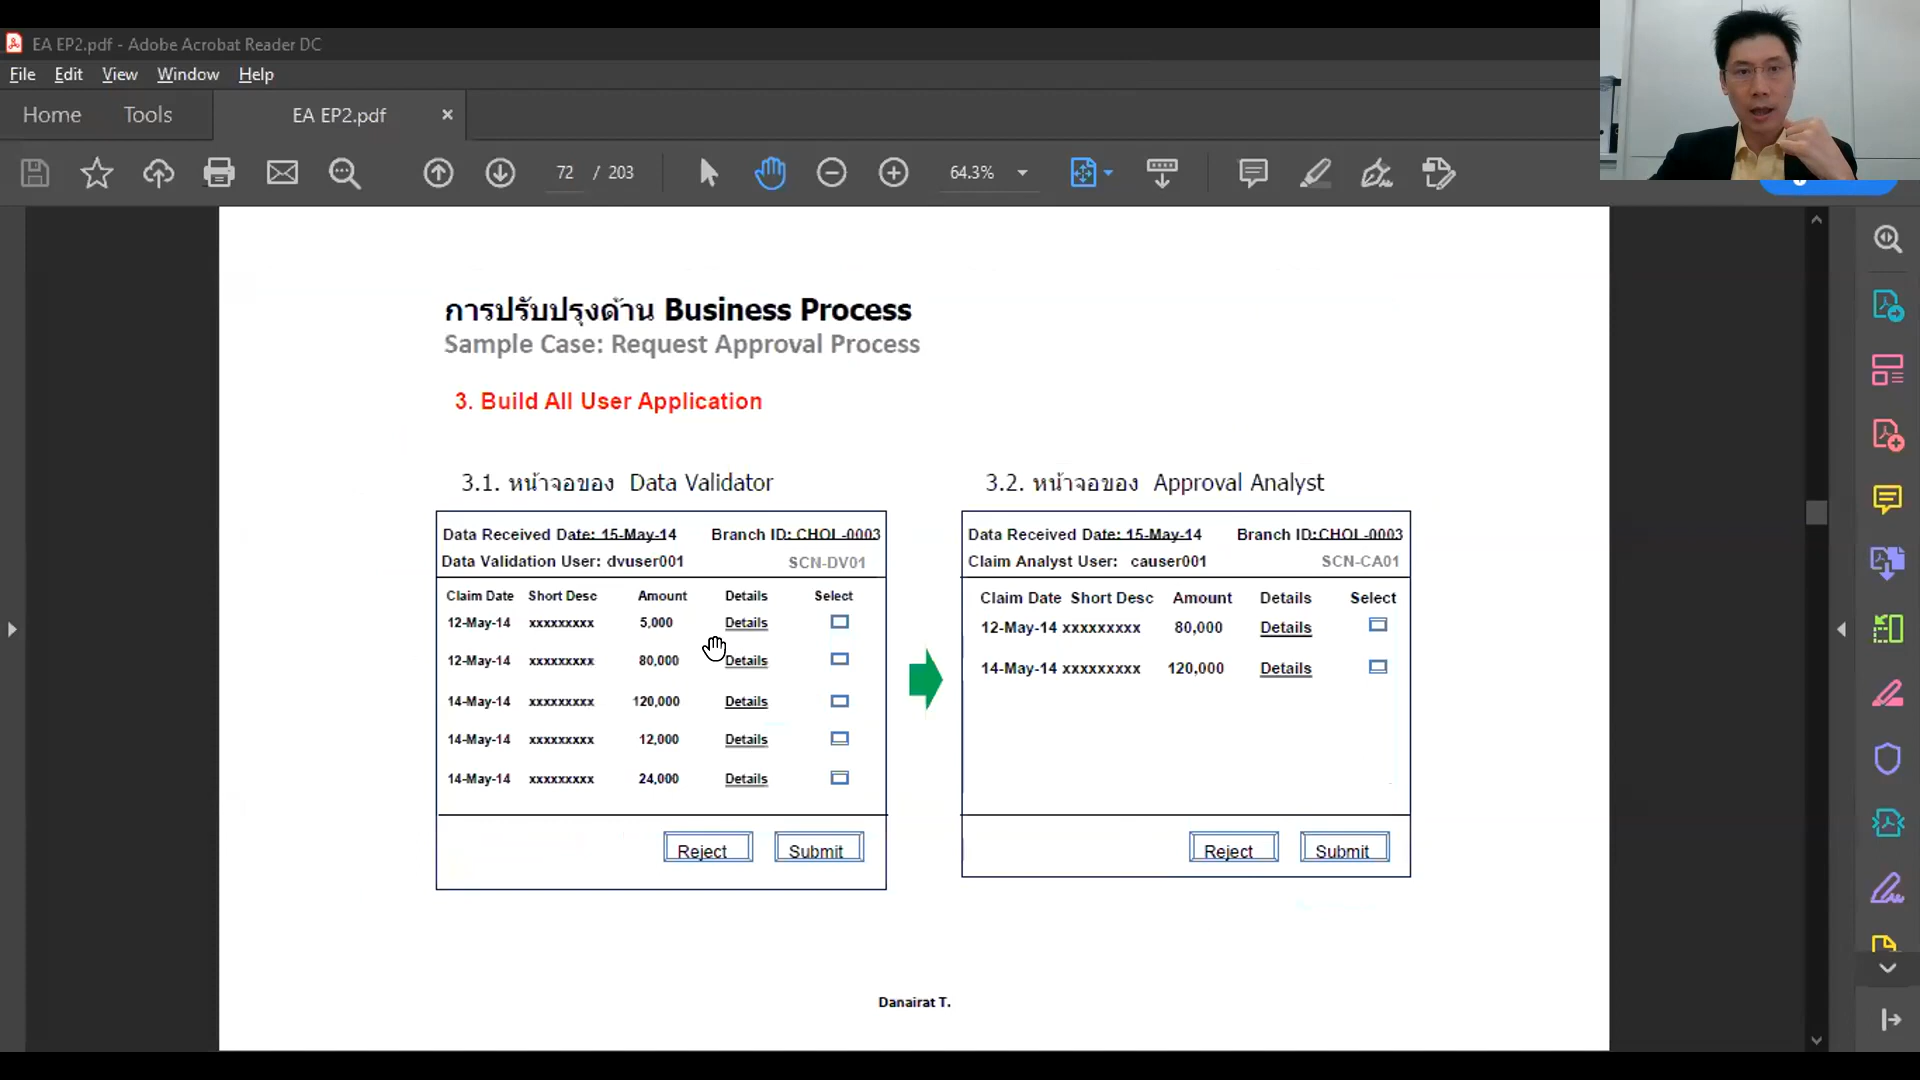 EA EP2.pdf - Adobe Acrobat Reader DC
File Edit View Window Help
Home Tools EA EP2.pdf ×
72 / 203 64.3%
การปรับปรุงด้าน Business Process
Sample Case: Request Approval Process
3. Build All User Application
3.1. หน้าจอของ Data Validator
Data Received Date: 15-May-14 Branch ID: CHOL-0003
Data Validation User: dvuser001 SCN-DV01
Claim Date Short Desc Amount Details Select
12-May-14 xxxxxxxxx 5,000 Details
12-May-14 xxxxxxxxx 80,000 Details
14-May-14 xxxxxxxxx 120,000 Details
14-May-14 xxxxxxxxx 12,000 Details
14-May-14 xxxxxxxxx 24,000 Details
Reject Submit
3.2. หน้าจอของ Approval Analyst
Data Received Date: 15-May-14 Branch ID:CHOL-0003
Claim Analyst User: causer001 SCN-CA01
Claim Date Short Desc Amount Details Select
12-May-14 xxxxxxxxx 80,000 Details
14-May-14 xxxxxxxxx 120,000 Details
Reject Submit
Danairat T.